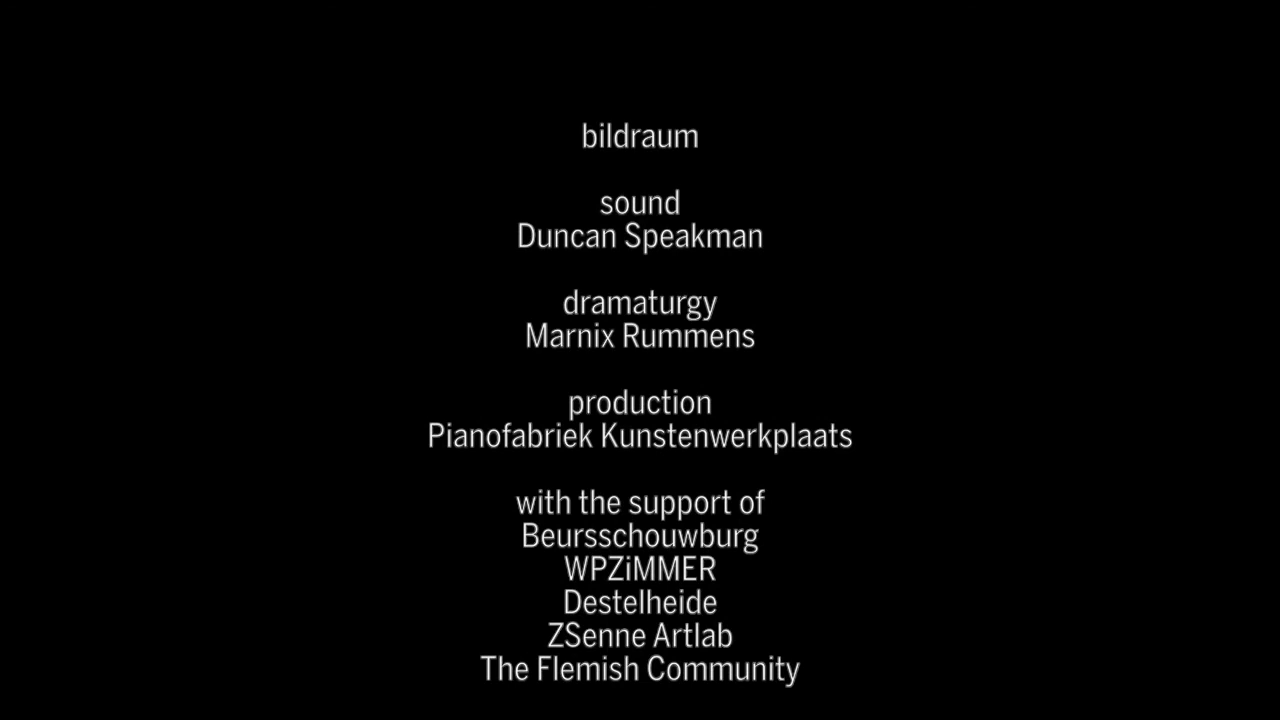 bildraum
sound
Duncan Speakman
dramaturgy
Marnix Rummens
production
Pianofabriek Kunstenwerkplaats
with the support of
Beursschouwburg
WPZiMMER
Destelheide
ZSenne Artlab
The Flemish Community